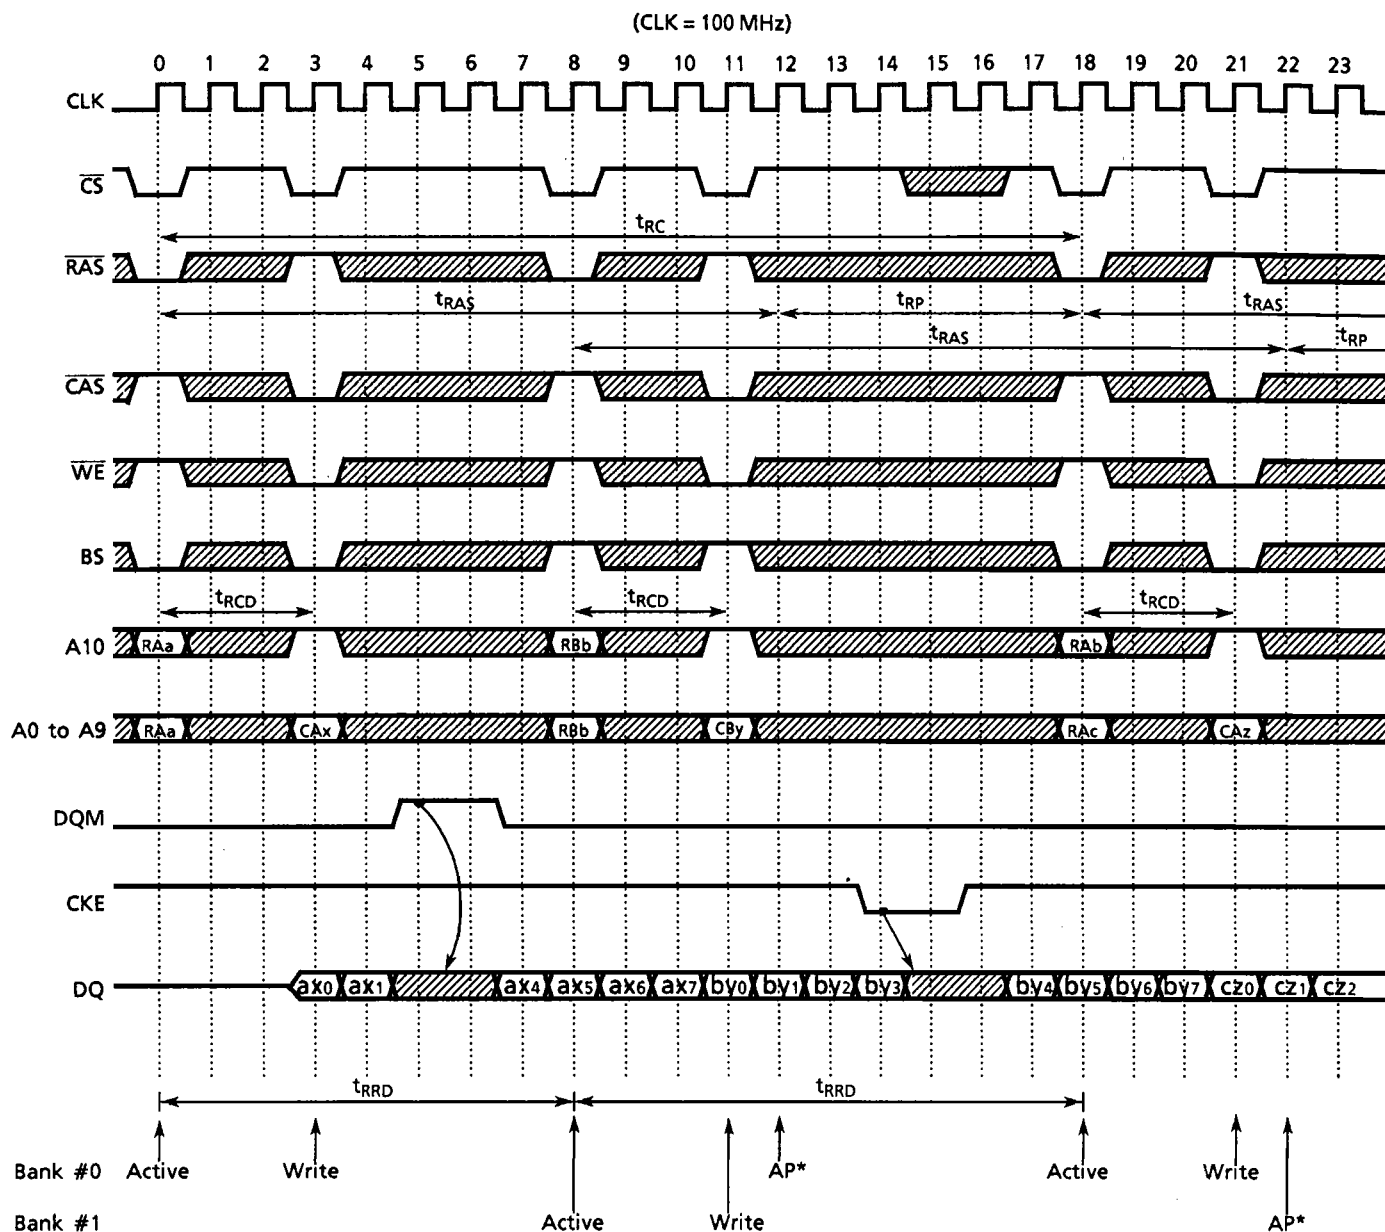 (CLK = 100 MHz)
0 1 2 3 4 5 6 7 8 9 10 11 12 13 14 15 16 17 18 19 20 21 22 23
CLK
CS
tRC
RAS
tRAS tRP tRAS
tRAS tRP
CAS
WE
BS
tRCD tRCD tRCD
A10 RAa RBb RAb
A0 to A9 RAa CAx RBb CBy RAc CAz
DQM
CKE
DQ ax0 ax1 ax4 ax5 ax6 ax7 by0 by1 by2 by3 by4 by5 by6 by7 cz0 cz1 cz2
tRRD tRRD
Bank #0 Active Write AP* Active Write
Bank #1 Active Write AP*